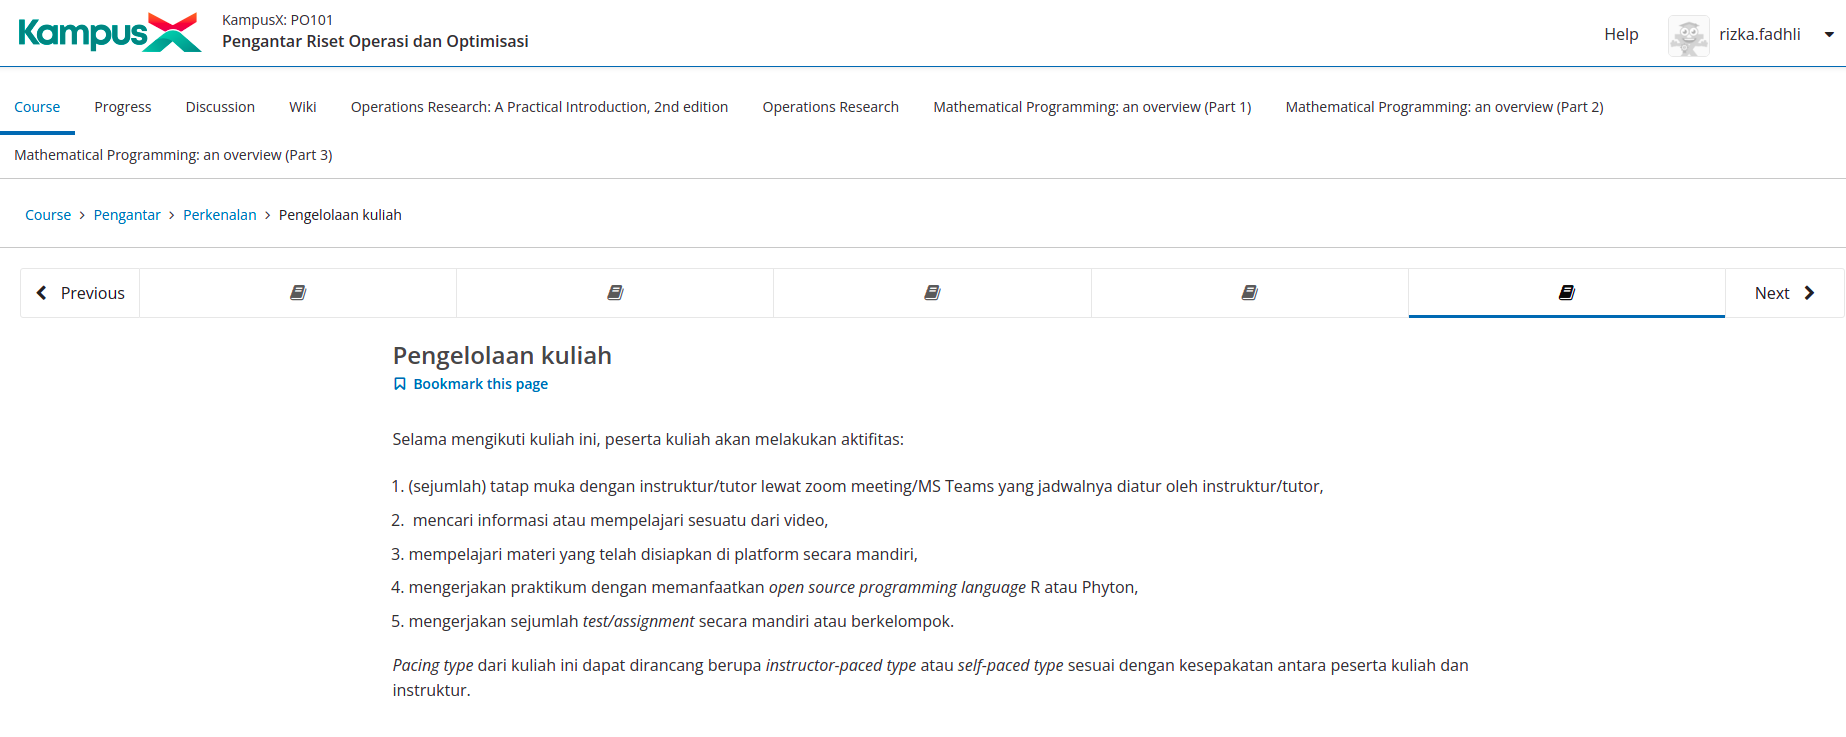 KampusX
KampusX: PO101
Pengantar Riset Operasi dan Optimisasi
Help
rizka.fadhli
Course
Progress
Discussion
Wiki
Operations Research: A Practical Introduction, 2nd edition
Operations Research
Mathematical Programming: an overview (Part 1)
Mathematical Programming: an overview (Part 2)
Mathematical Programming: an overview (Part 3)
Course > Pengantar > Perkenalan > Pengelolaan kuliah
Previous
Next
Pengelolaan kuliah
Bookmark this page
Selama mengikuti kuliah ini, peserta kuliah akan melakukan aktifitas:
1. (sejumlah) tatap muka dengan instruktur/tutor lewat zoom meeting/MS Teams yang jadwalnya diatur oleh instruktur/tutor,
2. mencari informasi atau mempelajari sesuatu dari video,
3. mempelajari materi yang telah disiapkan di platform secara mandiri,
4. mengerjakan praktikum dengan memanfaatkan open source programming language R atau Phyton,
5. mengerjakan sejumlah test/assignment secara mandiri atau berkelompok.
Pacing type dari kuliah ini dapat dirancang berupa instructor-paced type atau self-paced type sesuai dengan kesepakatan antara peserta kuliah dan
instruktur.